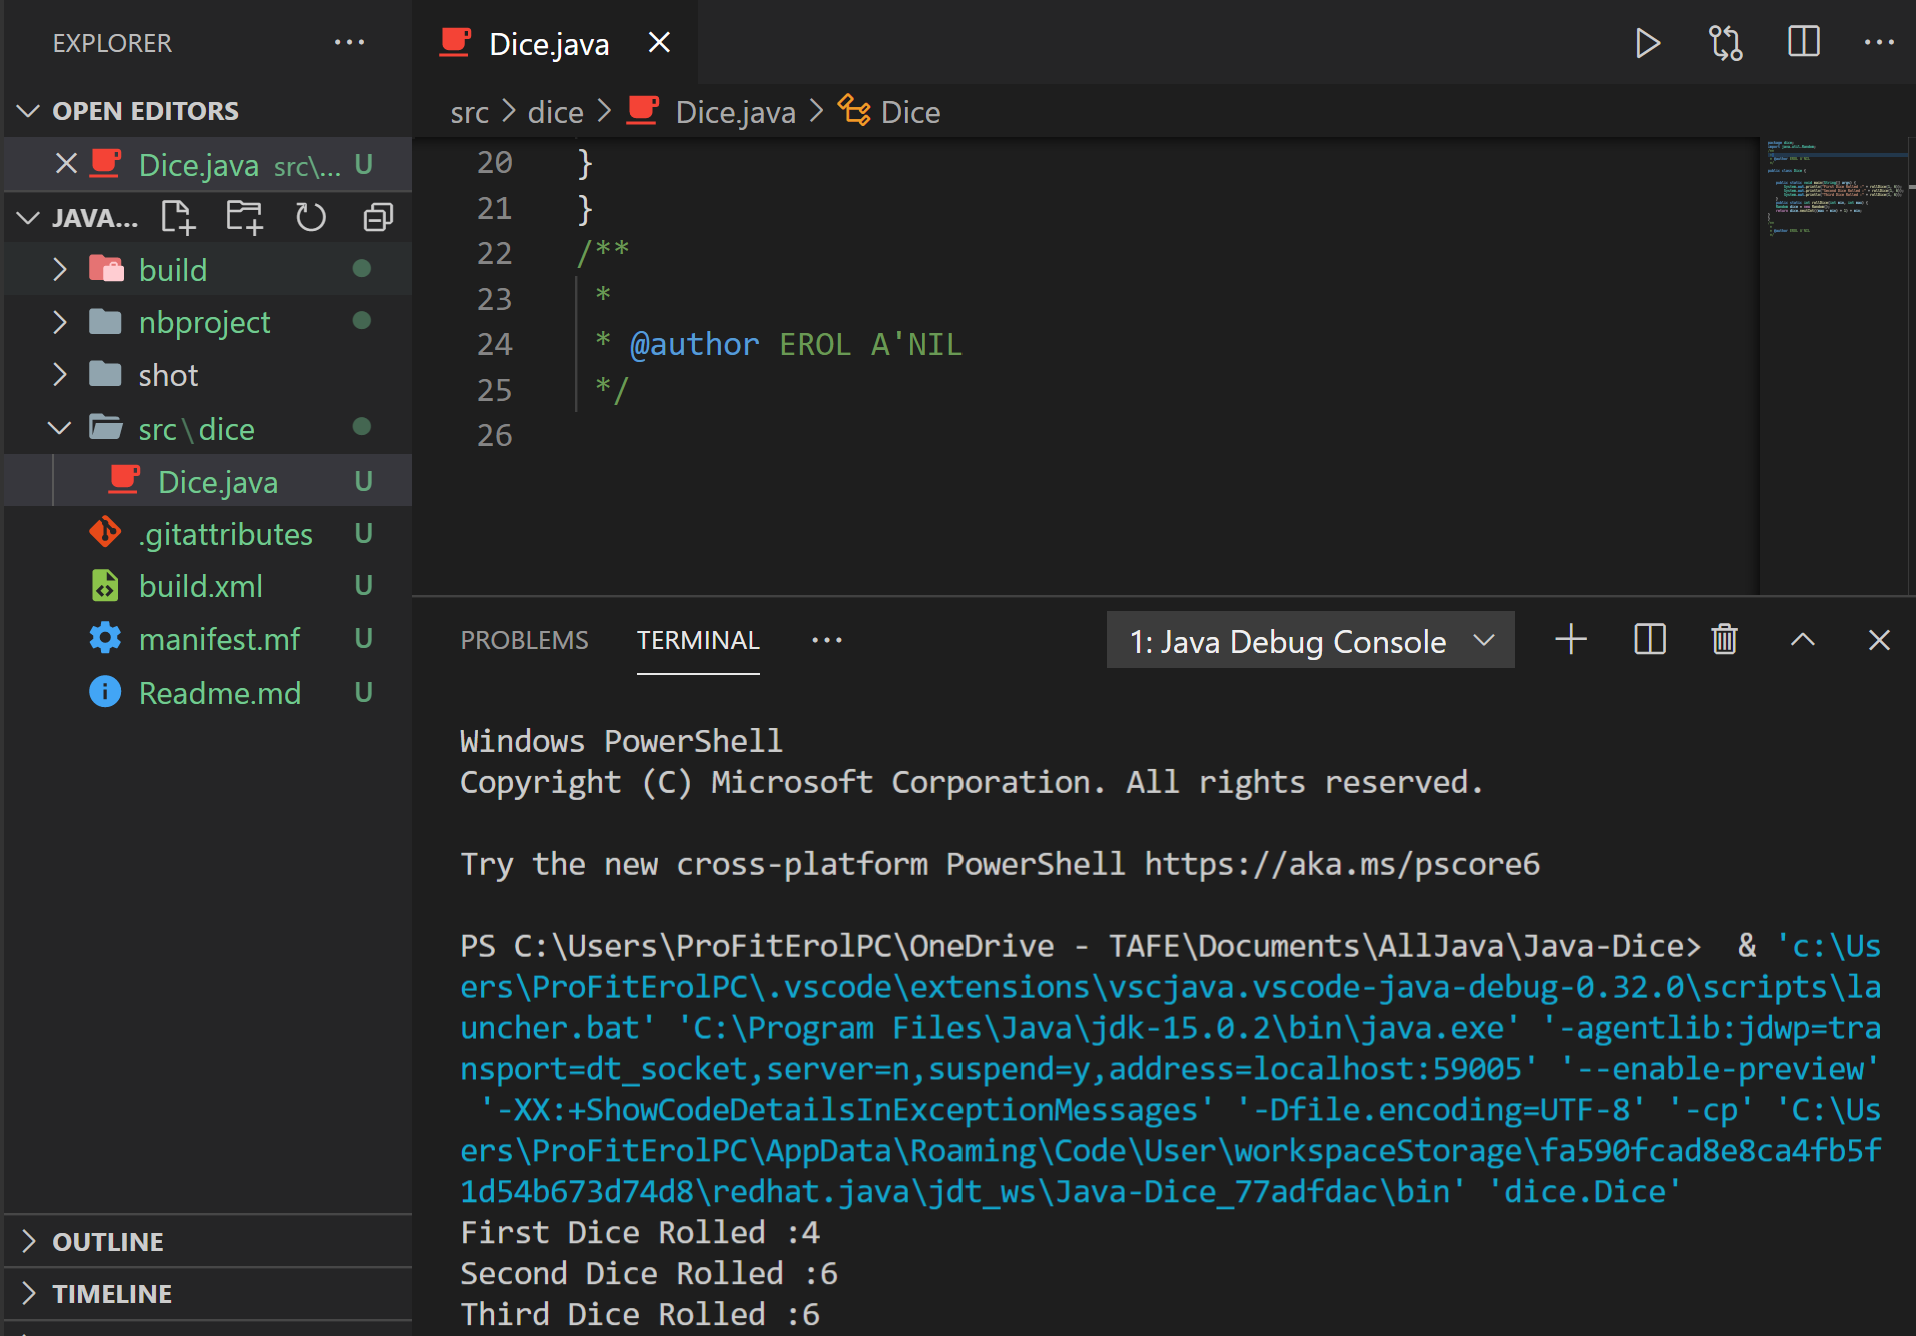 EXPLORER
OPEN EDITORS
Dice.java src\... U
JAVA...
build
nbproject
shot
src\dice
Dice.java U
.gitattributes U
build.xml U
manifest.mf U
Readme.md U
OUTLINE
TIMELINE
Dice.java
src > dice > Dice.java > Dice
20 }
21 }
22 /**
23 *
24 * @author EROL A'NIL
25 */
26
PROBLEMS TERMINAL ... 1: Java Debug Console
Windows PowerShell
Copyright (C) Microsoft Corporation. All rights reserved.
Try the new cross-platform PowerShell https://aka.ms/pscore6
PS C:\Users\ProFitErolPC\OneDrive - TAFE\Documents\AllJava\Java-Dice>  & 'c:\Us
ers\ProFitErolPC\.vscode\extensions\vscjava.vscode-java-debug-0.32.0\scripts\la
uncher.bat' 'C:\Program Files\Java\jdk-15.0.2\bin\java.exe' '-agentlib:jdwp=tra
nsport=dt_socket,server=n,suspend=y,address=localhost:59005' '--enable-preview'
 '-XX:+ShowCodeDetailsInExceptionMessages' '-Dfile.encoding=UTF-8' '-cp' 'C:\Us
ers\ProFitErolPC\AppData\Roaming\Code\User\workspaceStorage\fa590fcad8e8ca4fb5f
1d54b673d74d8\redhat.java\jdt_ws\Java-Dice_77adfdac\bin' 'dice.Dice'
First Dice Rolled :4
Second Dice Rolled :6
Third Dice Rolled :6